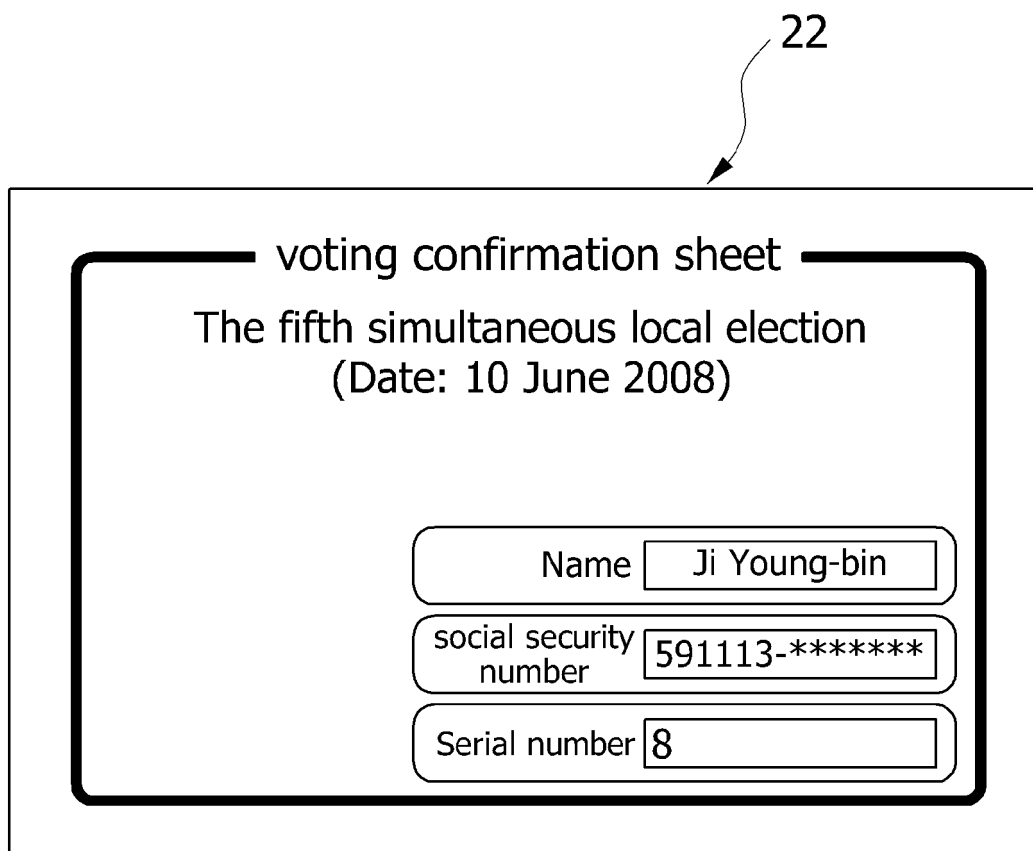 22
voting confirmation sheet
The fifth simultaneous local election
(Date: 10 June 2008)
Name Ji Young-bin
social security
number 591113-*******
Serial number 8